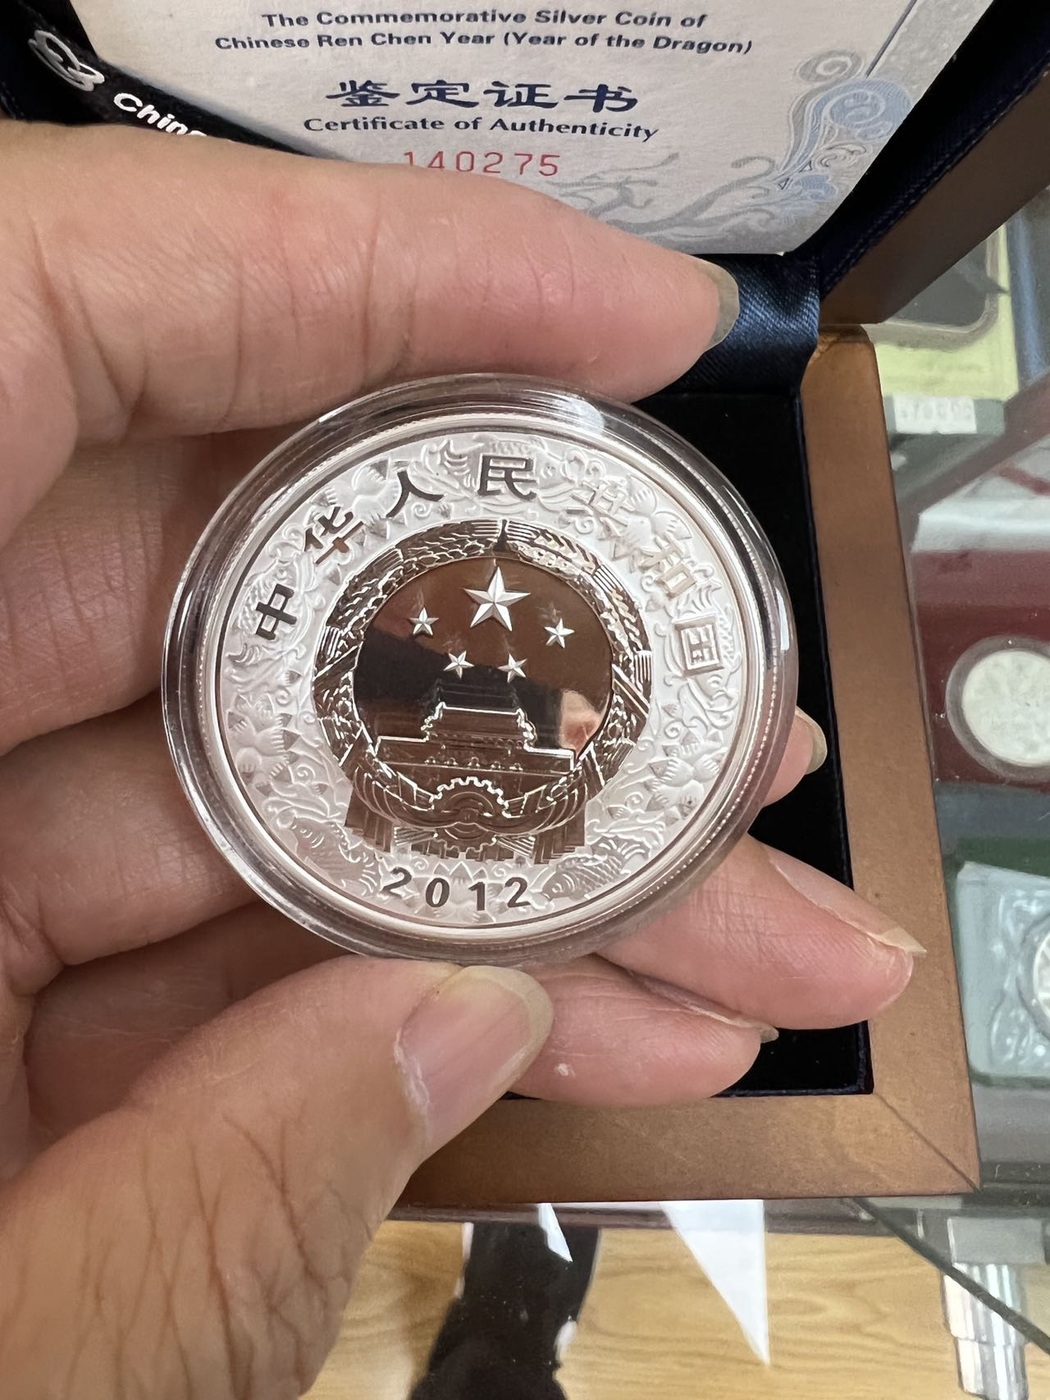 The Commemorative Silver Coin of
Chinese Ren Chen Year (Year of the Dragon)
鉴定证书
Certificate of Authenticity
140275
中华人民共和国
2012